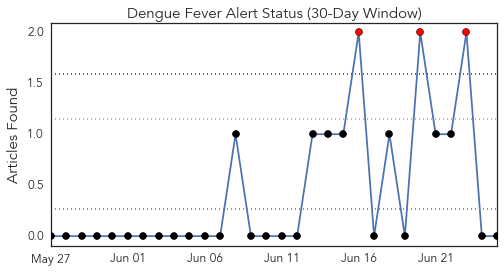 Dengue Fever Alert Status (30-Day Window)
Articles Found
2.0
1.5
1.0
0.5
0.0
May 27
Jun 01
Jun 06
Jun 11
Jun 16
Jun 21